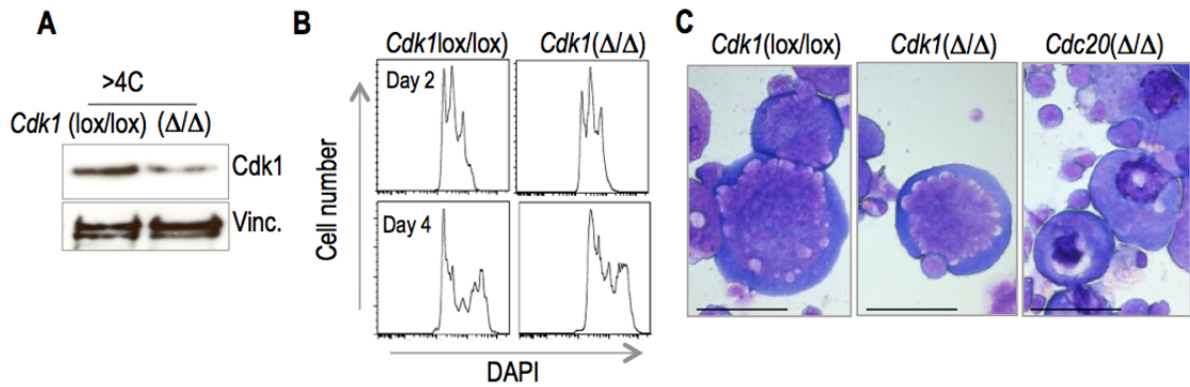 A
>4C
Cdk1 (lox/lox) (Δ/Δ)
Cdk1
Vinc.
B
Cdk1lox/lox) Cdk1(Δ/Δ)
Day 2
Day 4
Cell number
DAPI
C
Cdk1(lox/lox) Cdk1(Δ/Δ) Cdc20(Δ/Δ)